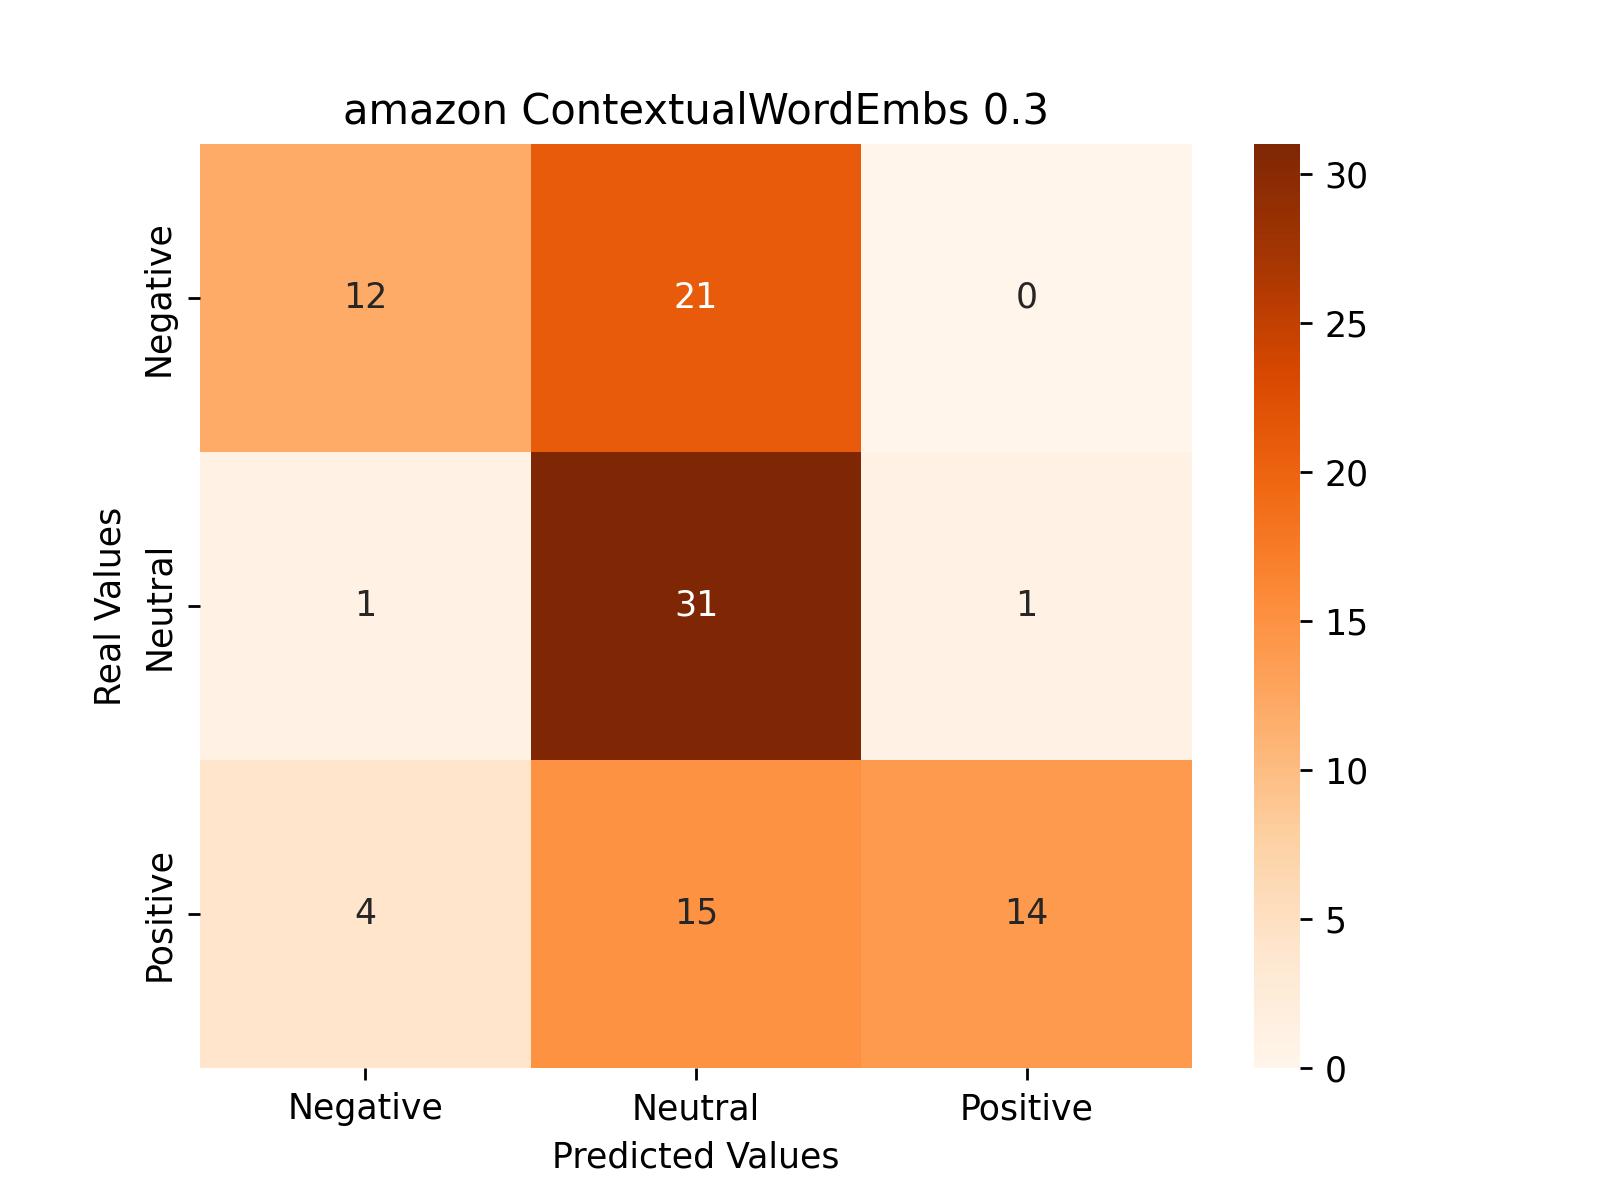 amazon ContextualWordEmbs 0.3
Real Values
Negative
12 21 0
Neutral
1 31 1
Positive
4 15 14
Negative Neutral Positive
Predicted Values
30
25
20
15
10
5
0